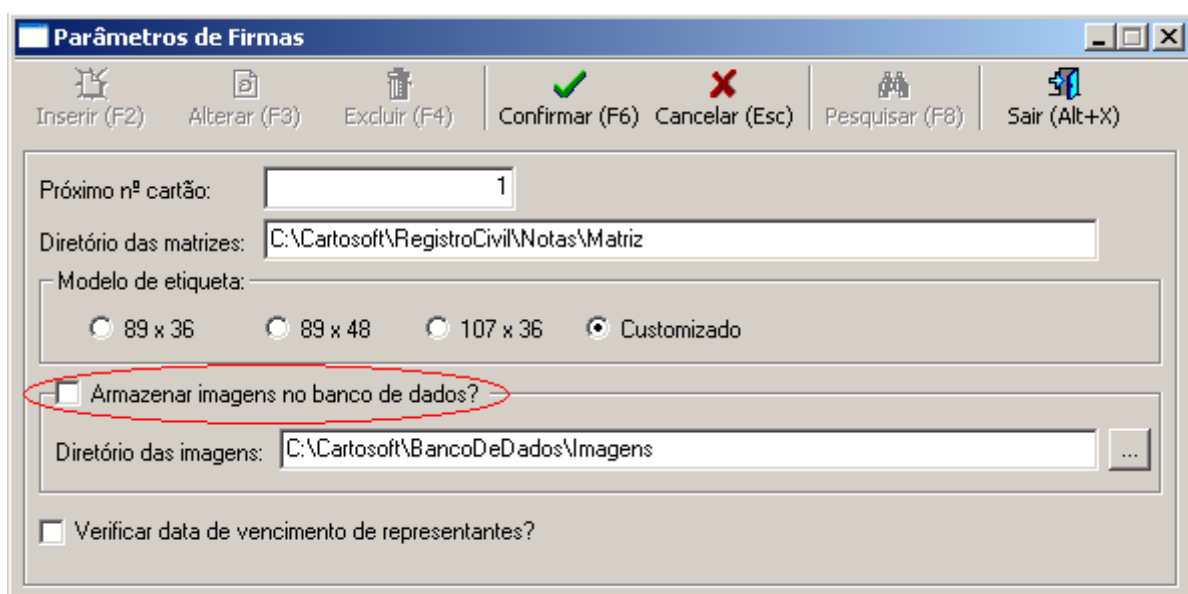 Parâmetros de Firmas
Inserir (F2) Alterar (F3) Excluir (F4) Confirmar (F6) Cancelar (Esc) Pesquisar (F8) Sair (Alt+X)
Próximo nº cartão: 1
Diretório das matrizes: C:\Cartosoft\RegistroCivil\Notas\Matriz
Modelo de etiqueta:
89 x 36 89 x 48 107 x 36 Customizado
Armazenar imagens no banco de dados?
Diretório das imagens: C:\Cartosoft\BancoDeDados\Imagens ...
Verificar data de vencimento de representantes?